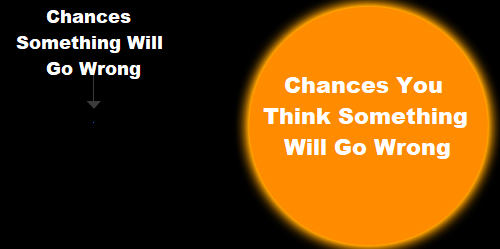 Chances
Something Will
Go Wrong
Chances You
Think Something
Will Go Wrong